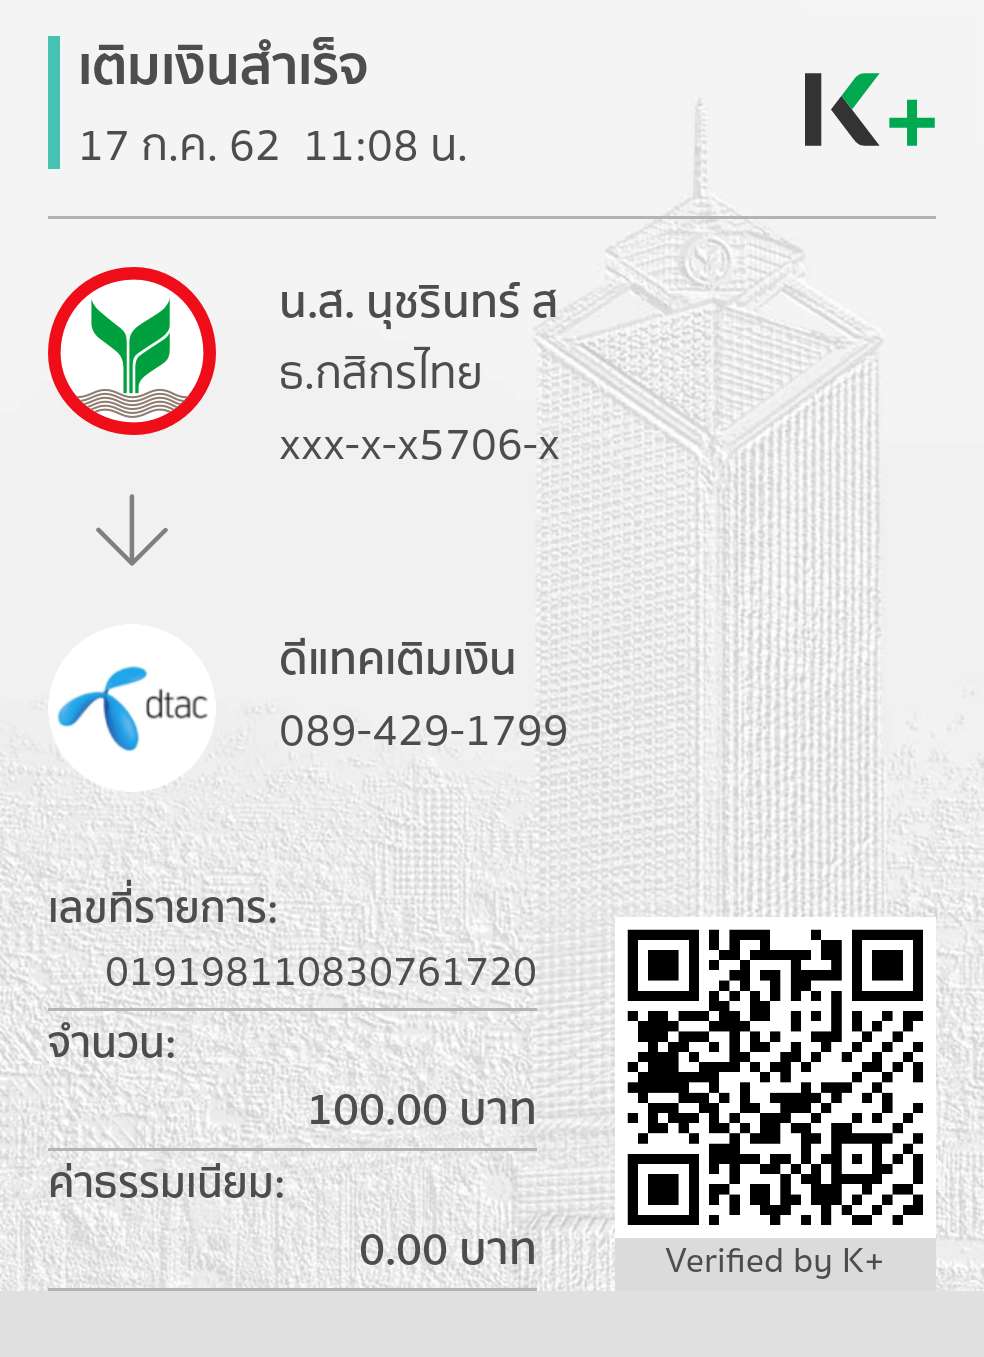 เติมเงินสำเร็จ
17 ก.ค. 62 11:08 น.
K+
น.ส. นุชรินทร์ ส
ธ.กสิกรไทย
xxx-x-x5706-x
dtac
ดีแทคเติมเงิน
089-429-1799
เลขที่รายการ:
019198110830761720
จำนวน:
100.00 บาท
ค่าธรรมเนียม:
0.00 บาท
Verified by K+